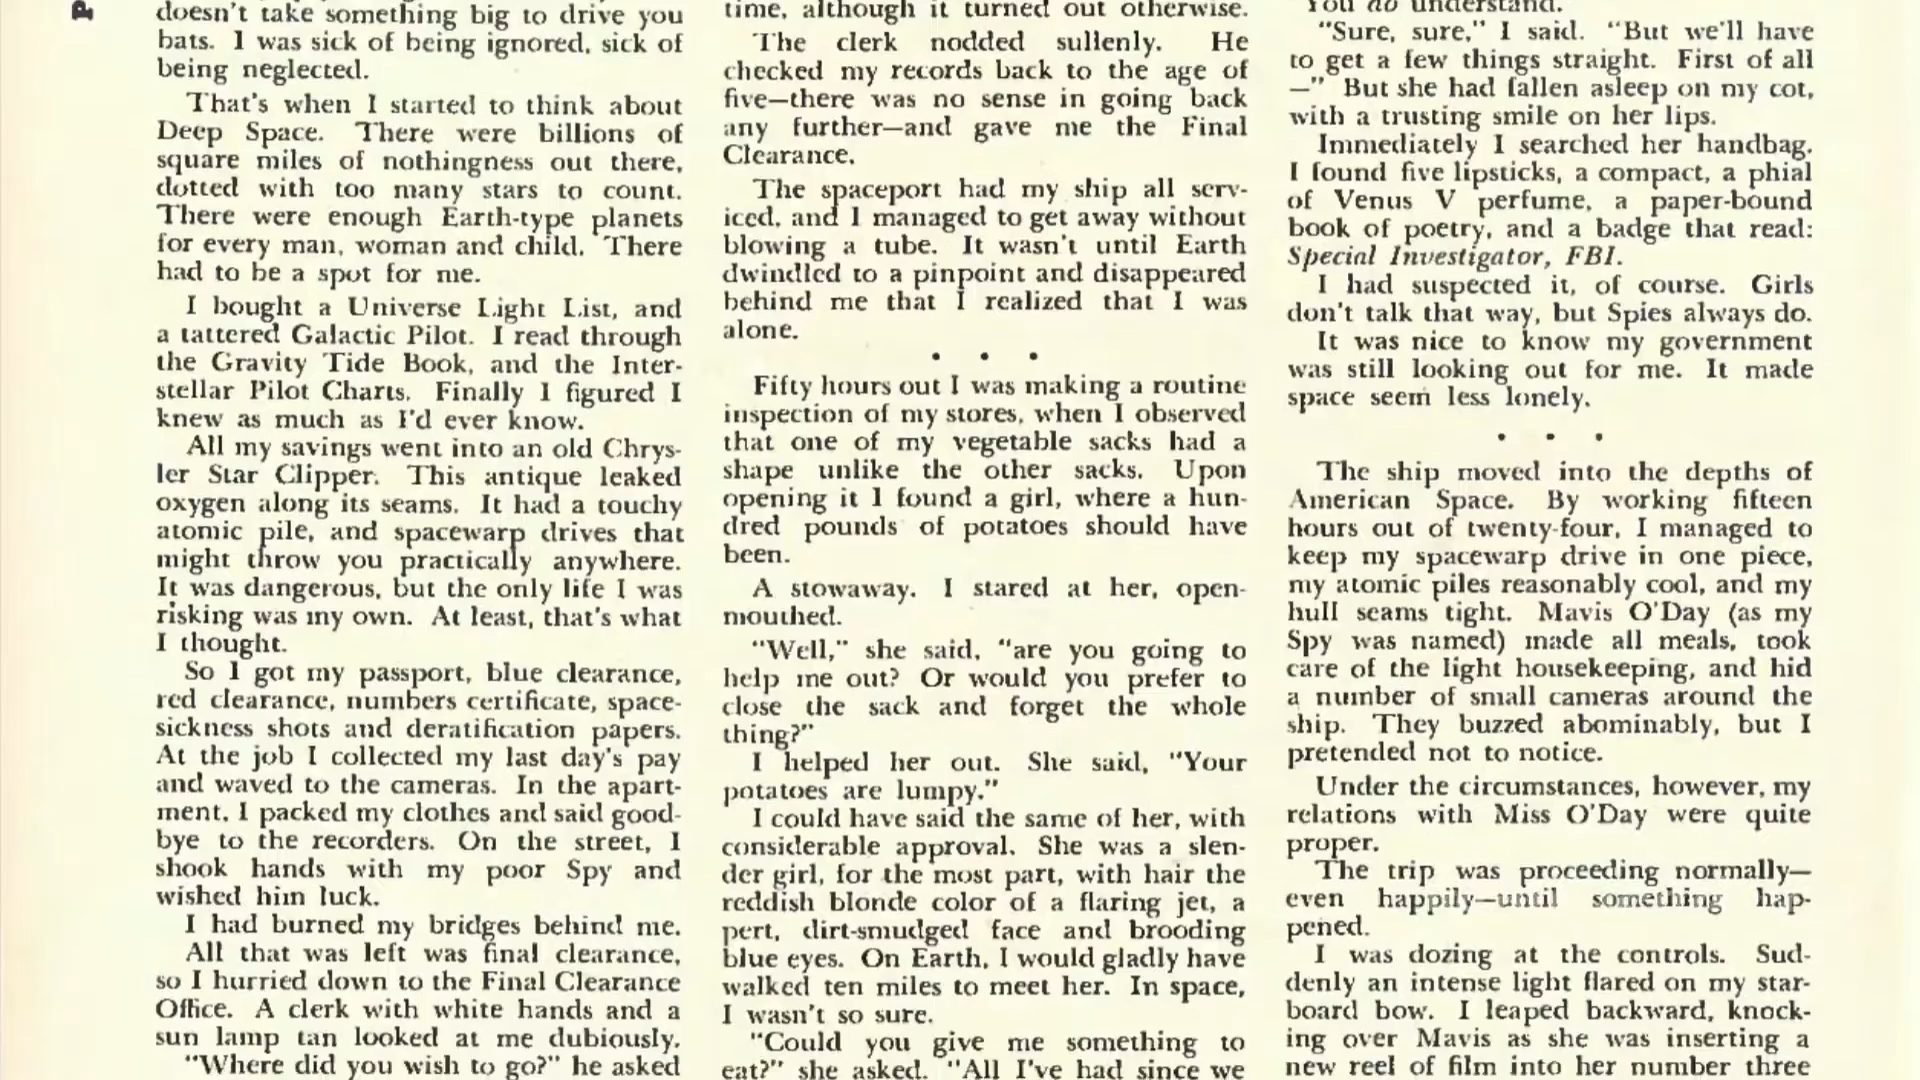 doesn't take something big to drive you
bats. I was sick of being ignored, sick of
being neglected.
That's when I started to think about
Deep Space. There were billions of
square miles of nothingness out there,
dotted with too many stars to count.
There were enough Earth-type planets
for every man, woman and child. There
had to be a spot for me.
I bought a Universe Light List, and
a tattered Galactic Pilot. I read through
the Gravity Tide Book, and the Inter-
stellar Pilot Charts. Finally I figured I
knew as much as I'd ever know.
All my savings went into an old Chrys-
ler Star Clipper. This antique leaked
oxygen along its seams. It had a touchy
atomic pile, and spacewarp drives that
might throw you practically anywhere.
It was dangerous, but the only life I was
risking was my own. At least, that's what
I thought.
So I got my passport, blue clearance,
red clearance, numbers certificate, space-
sickness shots and deratification papers.
At the job I collected my last day's pay
and waved to the cameras. In the apart-
ment, I packed my clothes and said good-
bye to the recorders. On the street, I
shook hands with my poor Spy and
wished him luck.
I had burned my bridges behind me.
All that was left was final clearance,
so I hurried down to the Final Clearance
Office. A clerk with white hands and a
sun lamp tan looked at me dubiously.
"Where did you wish to go?" he asked
time, although it turned out otherwise.
The clerk nodded sullenly. He
checked my records back to the age of
five—there was no sense in going back
any further—and gave me the Final
Clearance.
The spaceport had my ship all serv-
iced, and I managed to get away without
blowing a tube. It wasn't until Earth
dwindled to a pinpoint and disappeared
behind me that I realized that I was
alone.
• • •
Fifty hours out I was making a routine
inspection of my stores, when I observed
that one of my vegetable sacks had a
shape unlike the other sacks. Upon
opening it I found a girl, where a hun-
dred pounds of potatoes should have
been.
A stowaway. I stared at her, open-
mouthed.
"Well," she said, "are you going to
help me out? Or would you prefer to
close the sack and forget the whole
thing?"
I helped her out. She said, "Your
potatoes are lumpy."
I could have said the same of her, with
considerable approval. She was a slen-
der girl, for the most part, with hair the
reddish blonde color of a flaring jet, a
pert, dirt-smudged face and brooding
blue eyes. On Earth, I would gladly have
walked ten miles to meet her. In space,
I wasn't so sure.
"Could you give me something to
eat?" she asked. "All I've had since we
You do understand.
"Sure, sure," I said. "But we'll have
to get a few things straight. First of all
—" But she had fallen asleep on my cot,
with a trusting smile on her lips.
Immediately I searched her handbag.
I found five lipsticks, a compact, a phial
of Venus V perfume, a paper-bound
book of poetry, and a badge that read:
Special Investigator, FBI.
I had suspected it, of course. Girls
don't talk that way, but Spies always do.
It was nice to know my government
was still looking out for me. It made
space seem less lonely.
• • •
The ship moved into the depths of
American Space. By working fifteen
hours out of twenty-four, I managed to
keep my spacewarp drive in one piece,
my atomic piles reasonably cool, and my
hull seams tight. Mavis O'Day (as my
Spy was named) made all meals, took
care of the light housekeeping, and hid
a number of small cameras around the
ship. They buzzed abominably, but I
pretended not to notice.
Under the circumstances, however, my
relations with Miss O'Day were quite
proper.
The trip was proceeding normally—
even happily—until something hap-
pened.
I was dozing at the controls. Sud-
denly an intense light flared on my star-
board bow. I leaped backward, knock-
ing over Mavis as she was inserting a
new reel of film into her number three